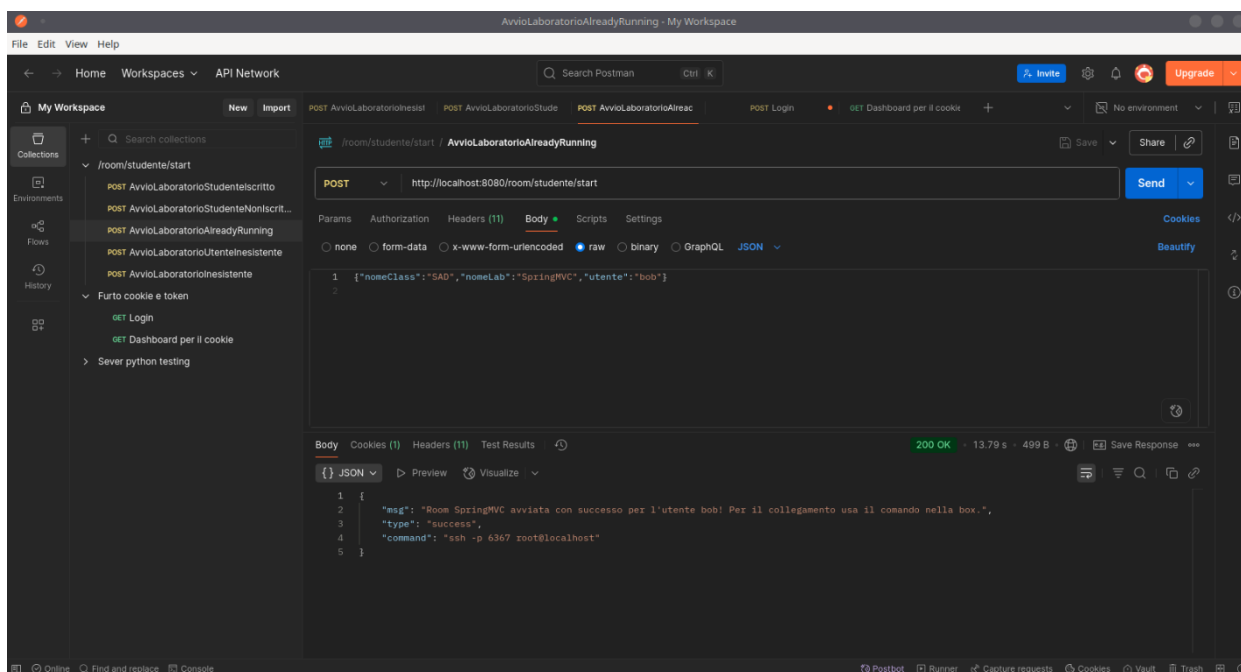 AvvioLaboratorioAlreadyRunning - My Workspace
File Edit View Help
Home Workspaces API Network Search Postman Ctrl K Invite Upgrade
My Workspace New Import POST AvvioLaboratorioInesist POST AvvioLaboratorioStude POST AvvioLaboratorioAlreac POST Login GET Dashboard per il cookie No environment
Collections
Environments
Flows
History
Search collections
/room/studente/start
POST AvvioLaboratorioStudenteIscritto
POST AvvioLaboratorioStudenteNonIscrit...
POST AvvioLaboratorioAlreadyRunning
POST AvvioLaboratorioUtenteInesistente
POST AvvioLaboratorioInesistente
Furto cookie e token
GET Login
GET Dashboard per il cookie
Sever python testing
HTTP /room/studente/start / AvvioLaboratorioAlreadyRunning Save Share
POST http://localhost:8080/room/studente/start Send
Params Authorization Headers (11) Body Scripts Settings Cookies
none form-data x-www-form-urlencoded raw binary GraphQL JSON Beautify
1 {"nomeClass":"SAD","nomeLab":"SpringMVC","utente":"bob"}
2
Body Cookies (1) Headers (11) Test Results 200 OK 13.79 s 499 B Save Response
{} JSON Preview Visualize
1 {
2 "msg": "Room SpringMVC avviata con successo per l'utente bob! Per il collegamento usa il comando nella box.",
3 "type": "success",
4 "command": "ssh -p 6367 root@localhost"
5 }
Online Find and replace Console Postbot Runner Capture requests Cookies Vault Trash